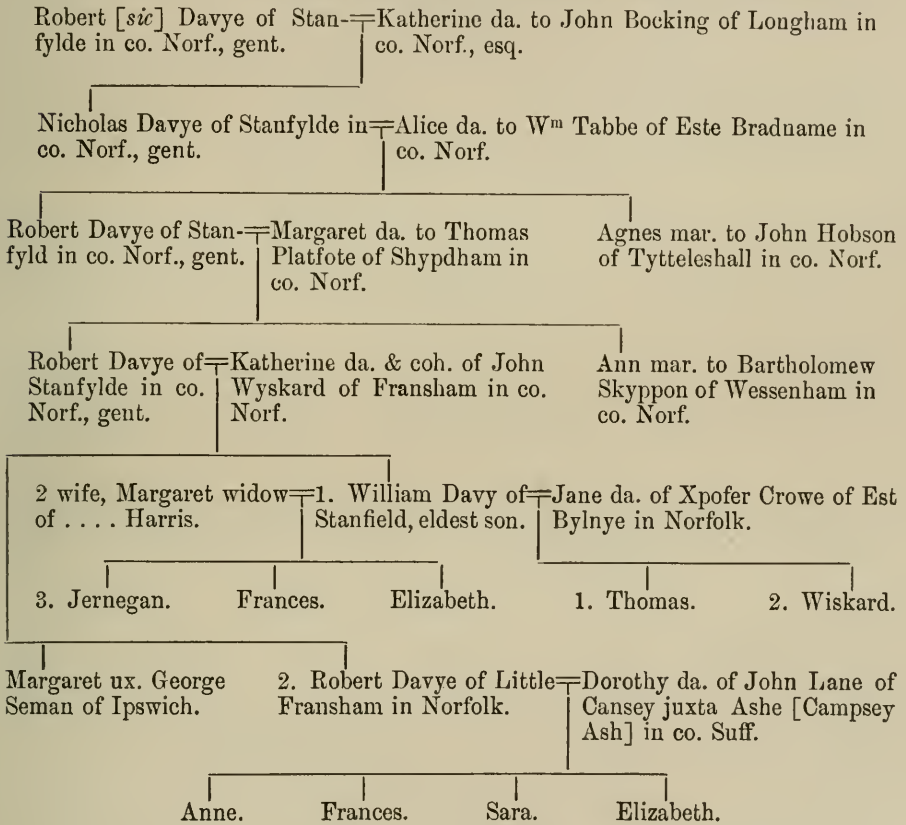 Robert [sic] Davye of Stan-
fylde in co. Norf., gent.
Katherine da. to John Bocking of Longham in
co. Norf., esq.
Nicholas Davye of Stanfylde in
co. Norf., gent.
Alice da. to Wᵐ Tabbe of Este Bradname in
co. Norf.
Robert Davye of Stan-
fyld in co. Norf., gent.
Margaret da. to Thomas
Platfote of Shypdham in
co. Norf.
Agnes mar. to John Hobson
of Tytteleshall in co. Norf.
Robert Davye of
Stanfylde in co.
Norf., gent.
Katherine da. & coh. of John
Wyskard of Fransham in co.
Norf.
Ann mar. to Bartholomew
Skyppon of Wessenham in
co. Norf.
2 wife, Margaret widow
of . . . . Harris.
1. William Davy of
Stanfield, eldest son.
Jane da. of Xpofer Crowe of Est
Bylnye in Norfolk.
3. Jernegan. Frances. Elizabeth. 1. Thomas. 2. Wiskard.
Margaret ux. George
Seman of Ipswich.
2. Robert Davye of Little
Fransham in Norfolk.
Dorothy da. of John Lane of
Cansey juxta Ashe [Campsey
Ash] in co. Suff.
Anne. Frances. Sara. Elizabeth.